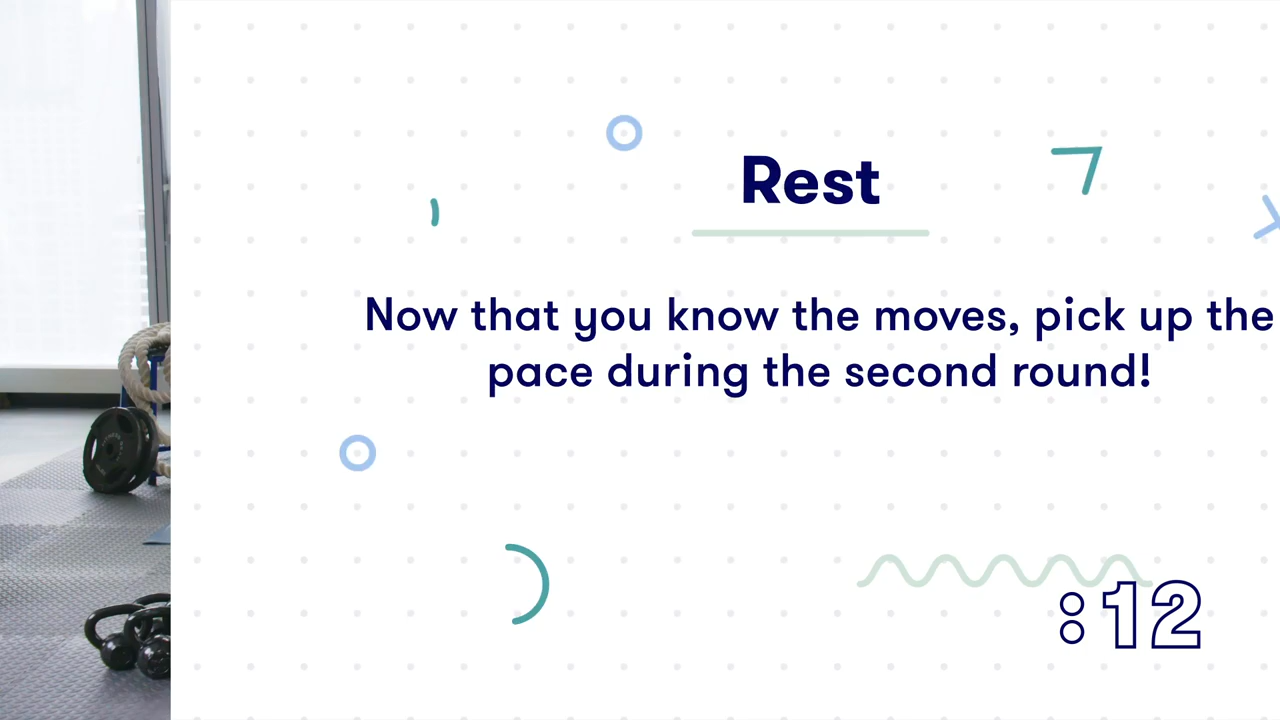 Rest
Now that you know the moves, pick up the
pace during the second round!
:12